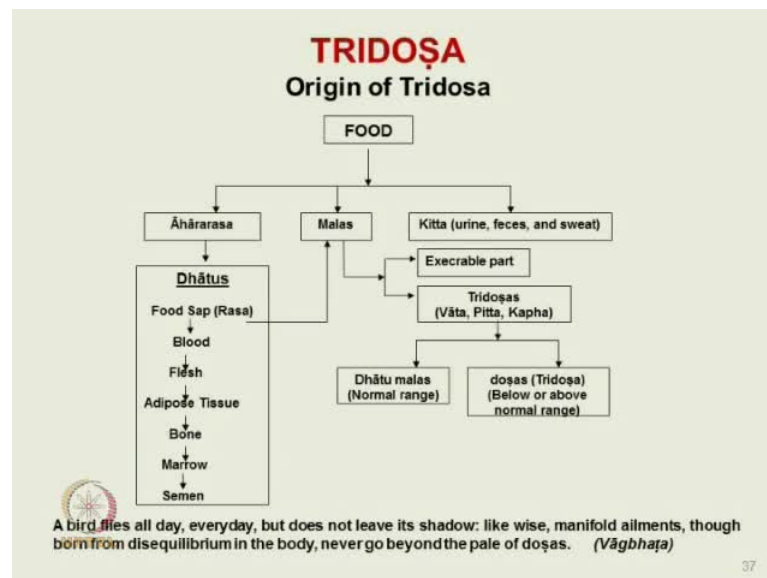 TRIDOṢA
Origin of Tridosa
FOOD
Āhārarasa
Malas
Kitta (urine, feces, and sweat)
Execrable part
Dhātus
Tridoṣas
(Vāta, Pitta, Kapha)
Food Sap (Rasa)
Blood
Flesh
Adipose Tissue
Bone
Marrow
Semen
Dhātu malas
(Normal range)
doṣas (Tridoṣa)
(Below or above
normal range)
A bird flies all day, everyday, but does not leave its shadow: like wise, manifold ailments, though
born from disequilibrium in the body, never go beyond the pale of doṣas. (Vāgbhaṭa)
37